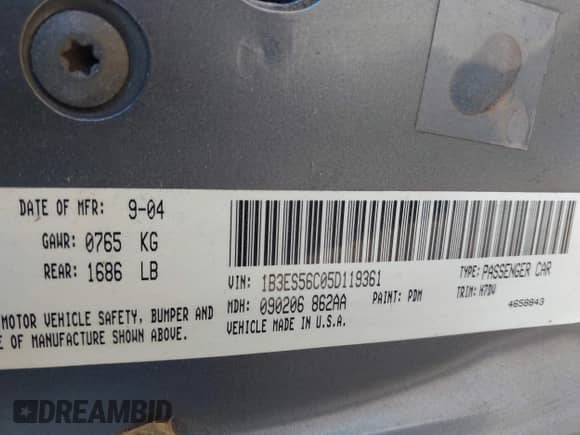 DATE OF MFR: 9-04
GAWR: 0765 KG
REAR: 1686 LB
VIN: 1B3ES56C05D119361
TYPE: PASSENGER CAR
MDH: 090206 862AA
PAINT: PDM
TRIM: H7DV
VEHICLE MADE IN U.S.A.
4658843
MOTOR VEHICLE SAFETY, BUMPER AND
E OF MANUFACTURE SHOWN ABOVE.
DREAMBID